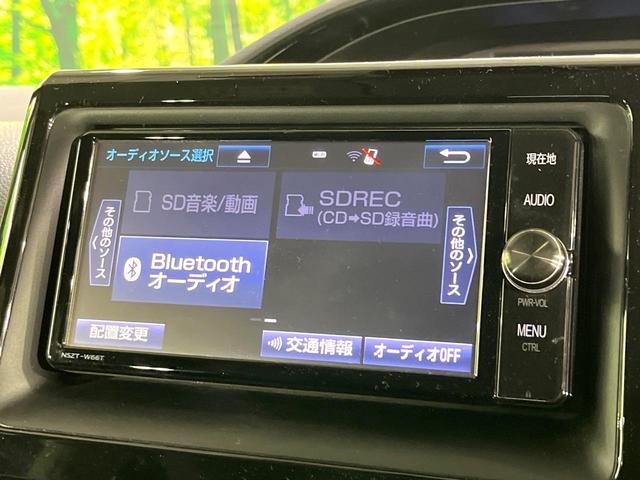 オーディオソース選択
現在地
SD音楽/動画
SDREC
(CD➡SD録音曲)
AUDIO
その他のソース
その他のソース
Bluetooth
オーディオ
PWR·VOL
配置変更
交通情報
オーディオOFF
MENU
CTRL
NSZT-W66T